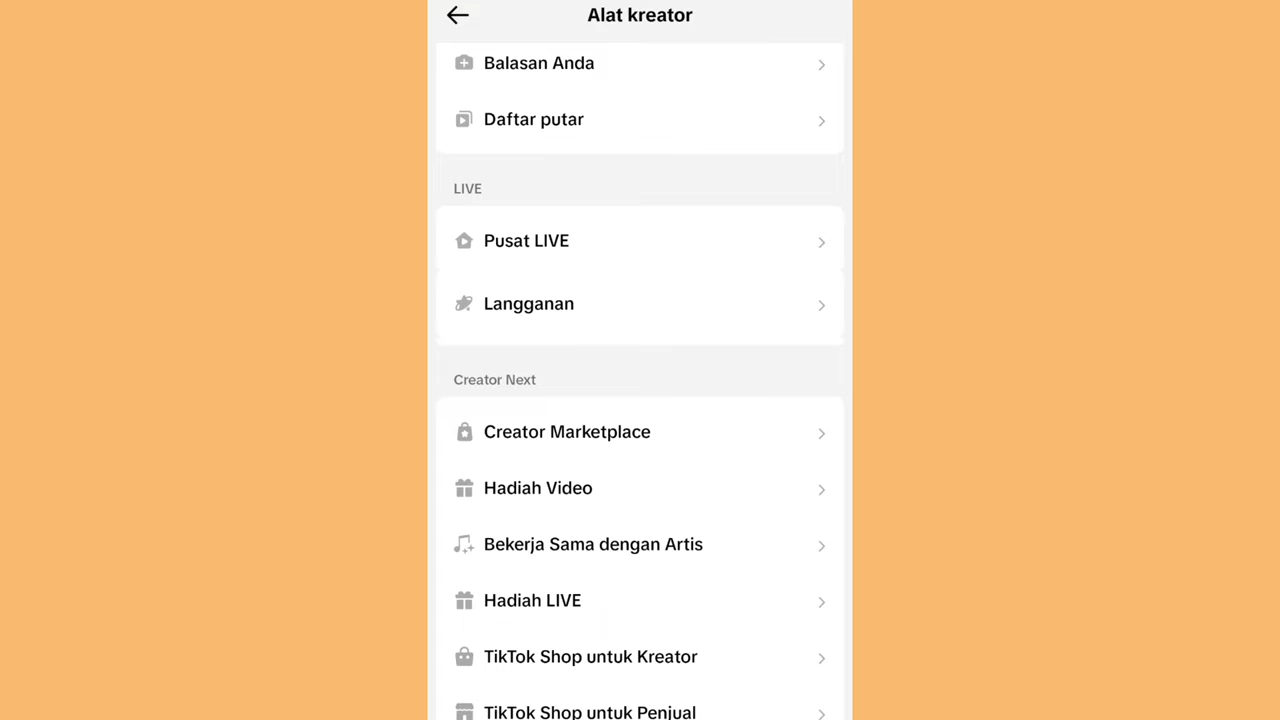 Alat kreator
Balasan Anda
Daftar putar
LIVE
Pusat LIVE
Langganan
Creator Next
Creator Marketplace
Hadiah Video
Bekerja Sama dengan Artis
Hadiah LIVE
TikTok Shop untuk Kreator
TikTok Shop untuk Penjual